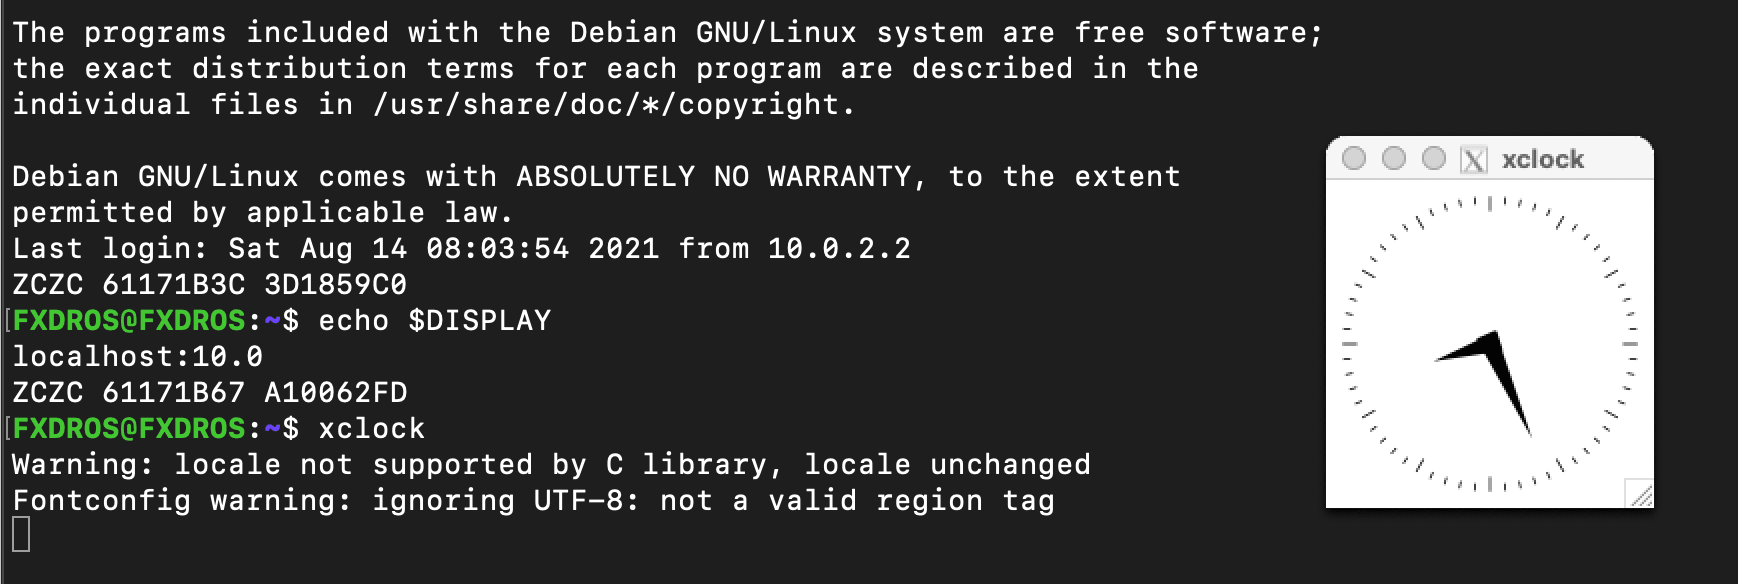 The programs included with the Debian GNU/Linux system are free software;
the exact distribution terms for each program are described in the
individual files in /usr/share/doc/*/copyright.
Debian GNU/Linux comes with ABSOLUTELY NO WARRANTY, to the extent
permitted by applicable law.
Last login: Sat Aug 14 08:03:54 2021 from 10.0.2.2
ZCZC 61171B3C 3D1859C0
[FXDROS@FXDROS:~$ echo $DISPLAY
localhost:10.0
ZCZC 61171B67 A10062FD
[FXDROS@FXDROS:~$ xclock
Warning: locale not supported by C library, locale unchanged
Fontconfig warning: ignoring UTF-8: not a valid region tag
X xclock